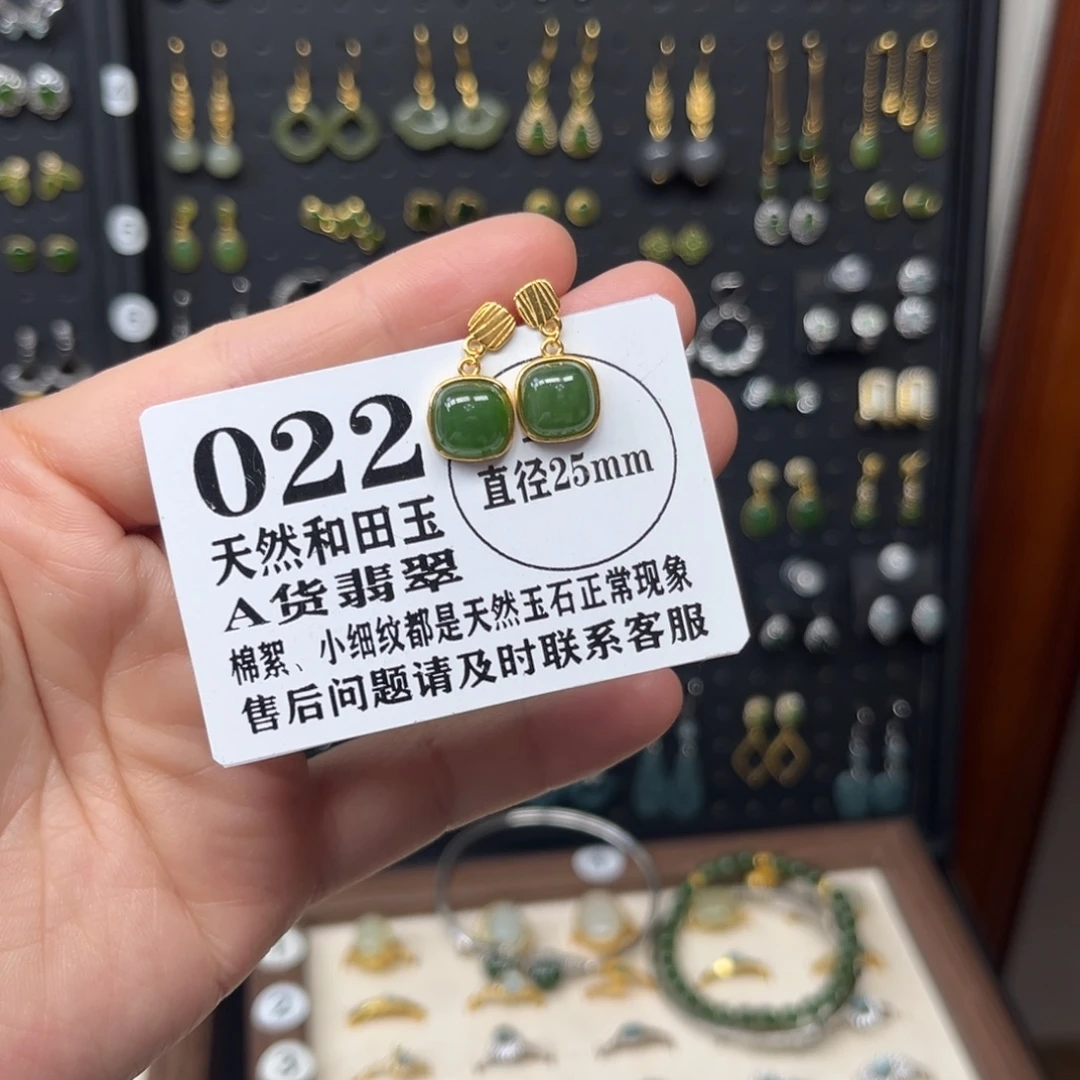 022
直径25mm
天然和田玉
A货翡翠
棉絮、小细纹都是天然玉石正常现象
售后问题请及时联系客服